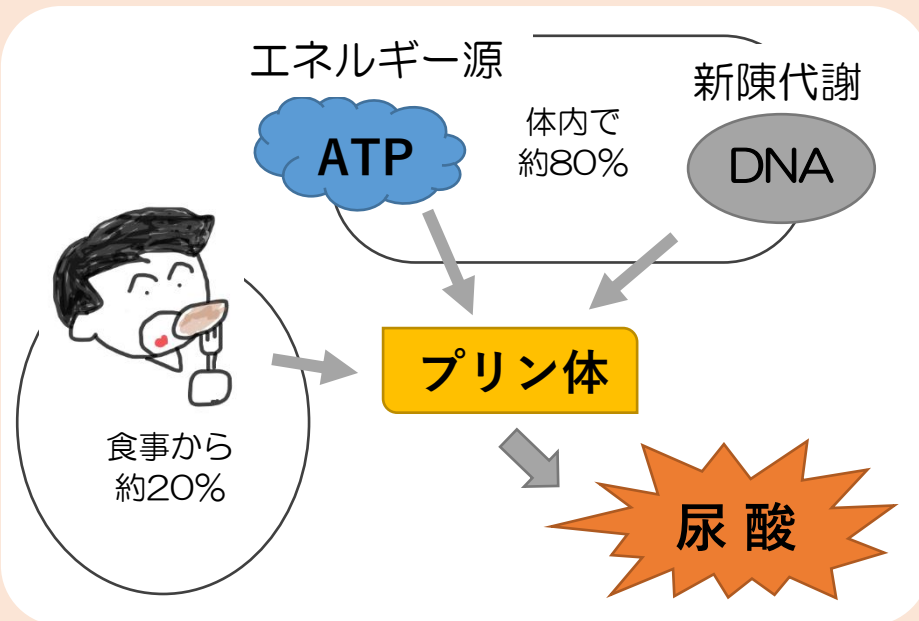 エネルギー源
ATP
体内で
約80%
新陳代謝
DNA
プリン体
食事から
約20%
尿酸